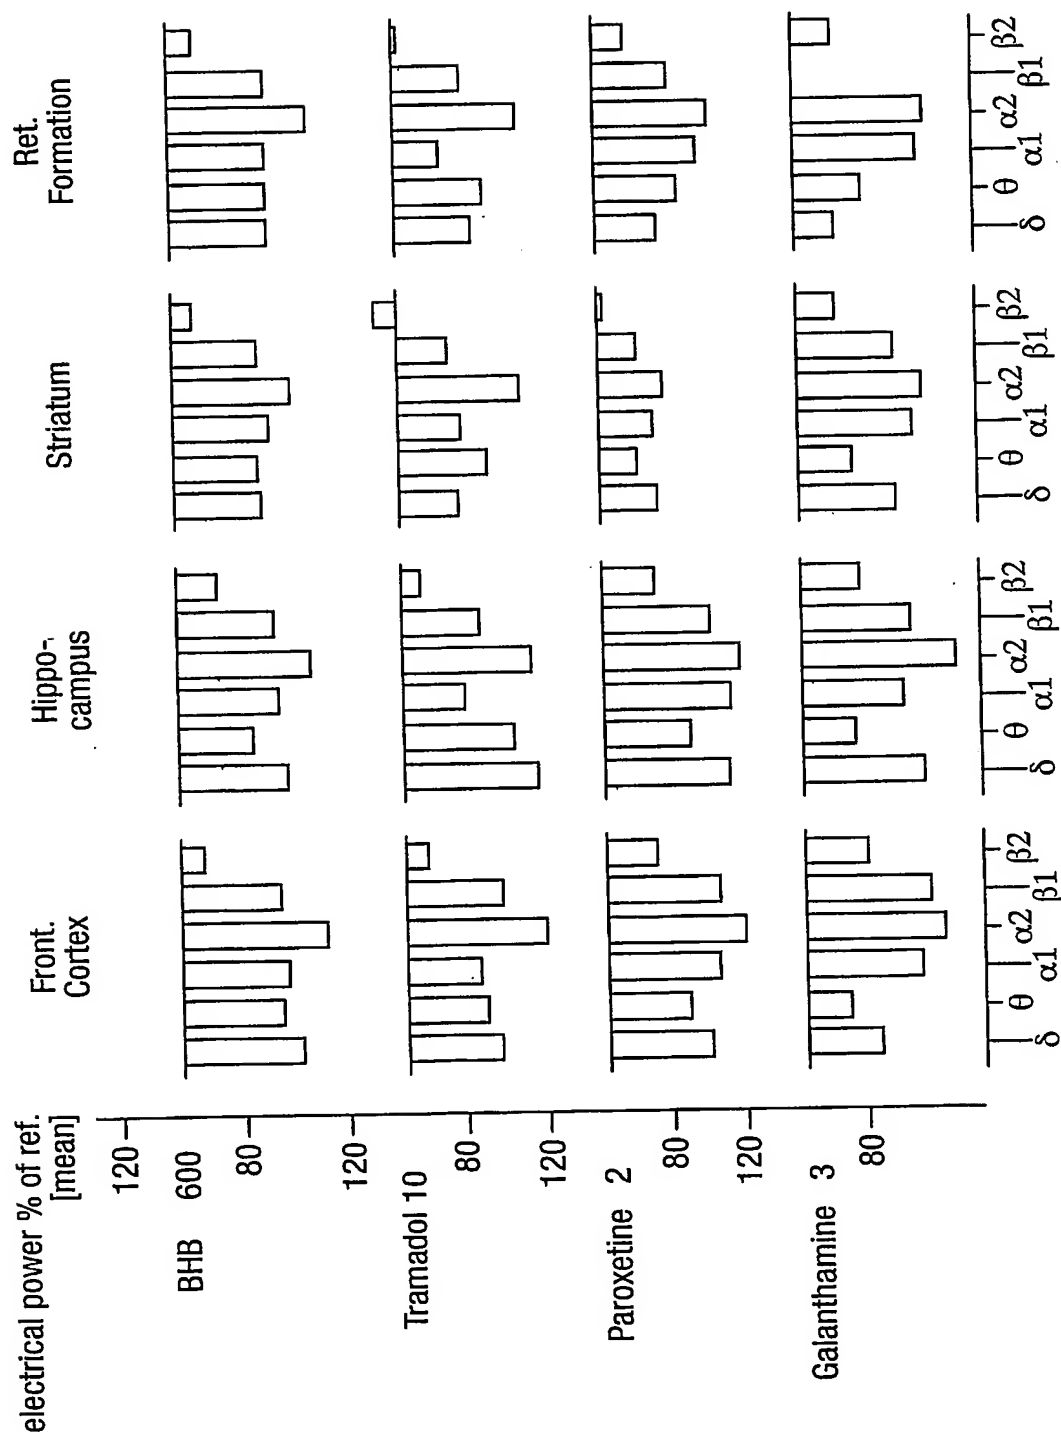 electrical power % of ref.
[mean]
Front.
Cortex
Hippo-
campus
Striatum
Ret.
Formation
120
BHB 600
80
120
Tramadol 10
80
120
Paroxetine 2
80
120
Galanthamine 3
80
δ θ α1 α2 β1 β2
δ θ α1 α2 β1 β2
δ θ α1 α2 β1 β2
δ θ α1 α2 β1 β2